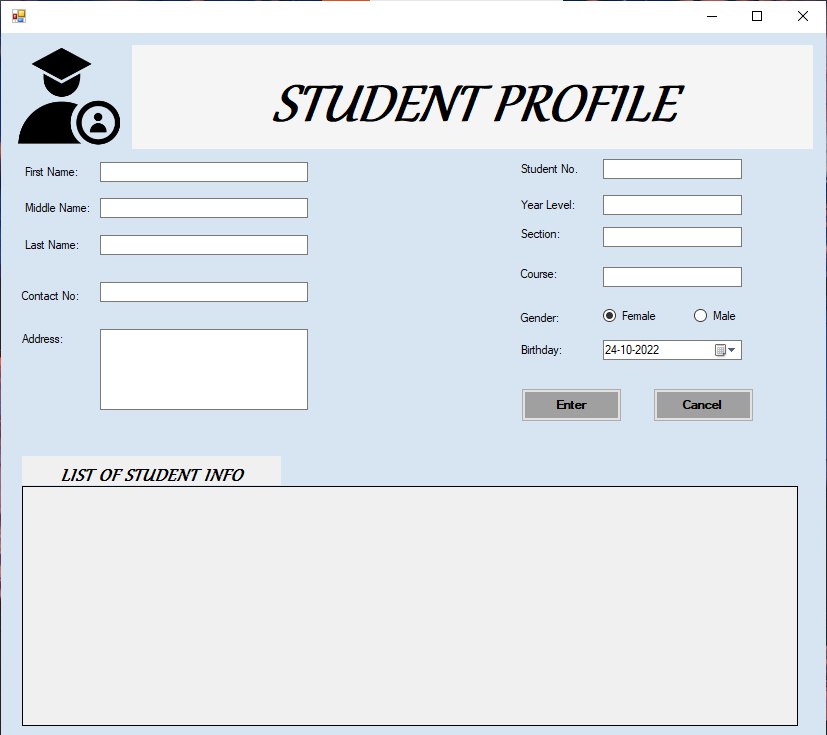 STUDENT PROFILE
First Name:
Middle Name:
Last Name:
Contact No:
Address:
Student No.
Year Level:
Section:
Course:
Gender: Female Male
Birthday: 24-10-2022
Enter Cancel
LIST OF STUDENT INFO